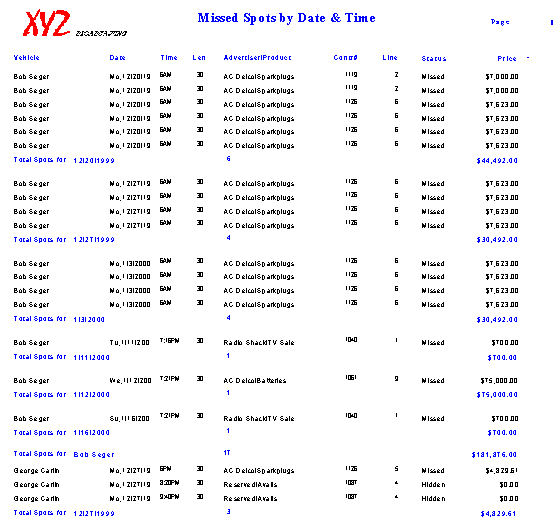 XYZ BROADCASTING
Missed Spots by Date & Time
Page
Vehicle Date Time Len Advertiser/Product Contr# Line Status Price
Bob Seger Mo,12/20/19 6AM 30 AC Delco/Sparkplugs 1119 2 Missed $7,000.00
Bob Seger Mo,12/20/19 6AM 30 AC Delco/Sparkplugs 1119 2 Missed $7,000.00
Bob Seger Mo,12/20/19 6AM 30 AC Delco/Sparkplugs 1126 6 Missed $7,623.00
Bob Seger Mo,12/20/19 6AM 30 AC Delco/Sparkplugs 1126 6 Missed $7,623.00
Bob Seger Mo,12/20/19 6AM 30 AC Delco/Sparkplugs 1126 6 Missed $7,623.00
Bob Seger Mo,12/20/19 6AM 30 AC Delco/Sparkplugs 1126 6 Missed $7,623.00
Total Spots for 12/20/1999 6 $44,492.00
Bob Seger Mo,12/27/19 6AM 30 AC Delco/Sparkplugs 1126 6 Missed $7,623.00
Bob Seger Mo,12/27/19 6AM 30 AC Delco/Sparkplugs 1126 6 Missed $7,623.00
Bob Seger Mo,12/27/19 6AM 30 AC Delco/Sparkplugs 1126 6 Missed $7,623.00
Bob Seger Mo,12/27/19 6AM 30 AC Delco/Sparkplugs 1126 6 Missed $7,623.00
Total Spots for 12/27/1999 4 $30,492.00
Bob Seger Mo,1/3/2000 6AM 30 AC Delco/Sparkplugs 1126 6 Missed $7,623.00
Bob Seger Mo,1/3/2000 6AM 30 AC Delco/Sparkplugs 1126 6 Missed $7,623.00
Bob Seger Mo,1/3/2000 6AM 30 AC Delco/Sparkplugs 1126 6 Missed $7,623.00
Bob Seger Mo,1/3/2000 6AM 30 AC Delco/Sparkplugs 1126 6 Missed $7,623.00
Total Spots for 1/3/2000 4 $30,492.00
Bob Seger Tu,1/11/200 7:16PM 30 Radio Shack/TV Sale 1040 1 Missed $700.00
Total Spots for 1/11/2000 1 $700.00
Bob Seger We,1/12/200 7:21PM 30 AC Delco/Batteries 1061 9 Missed $75,000.00
Total Spots for 1/12/2000 1 $75,000.00
Bob Seger Su,1/16/200 7:21PM 30 Radio Shack/TV Sale 1040 1 Missed $700.00
Total Spots for 1/16/2000 1 $700.00
Total Spots for Bob Seger 17 $181,876.00
George Carlin Mo,12/27/19 6PM 30 AC Delco/Sparkplugs 1126 5 Missed $4,829.61
George Carlin Mo,12/27/19 8:20PM 30 Reserved/Avails 1087 4 Hidden $0.00
George Carlin Mo,12/27/19 9:40PM 30 Reserved/Avails 1087 4 Hidden $0.00
Total Spots for 12/27/1999 3 $4,829.61